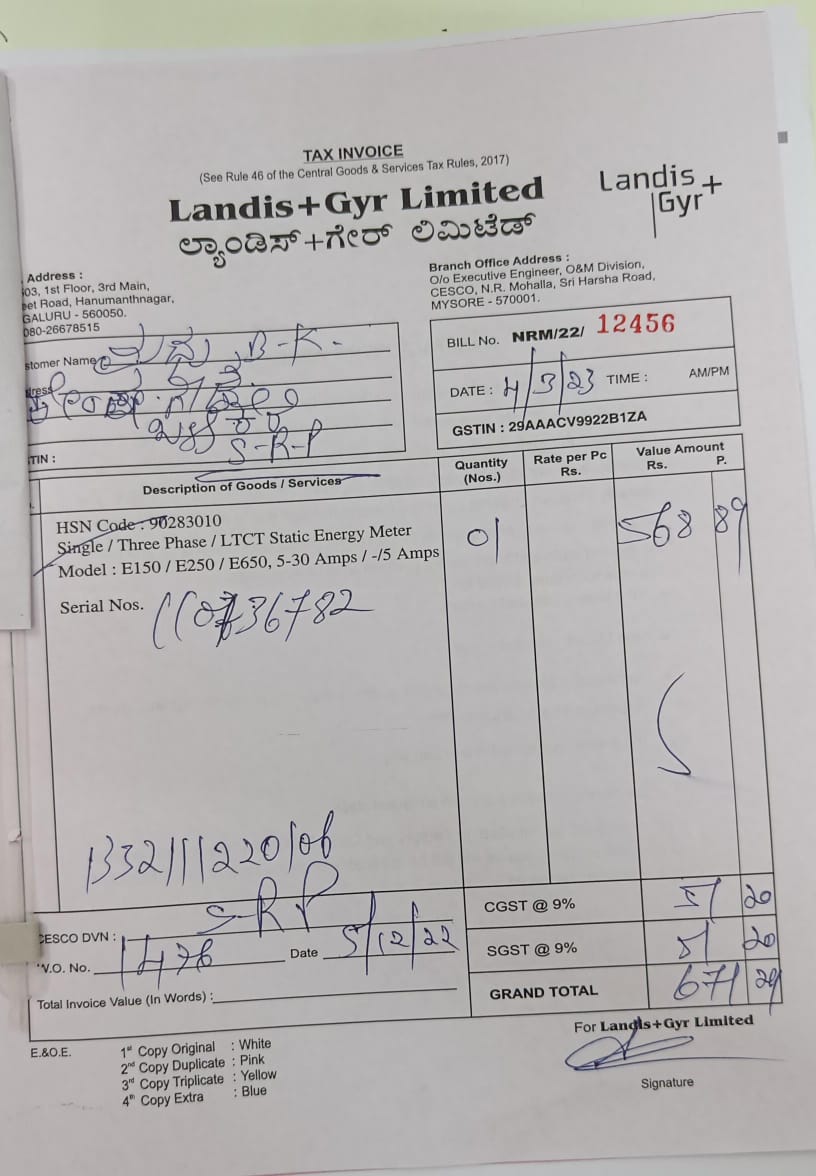 TAX INVOICE
(See Rule 46 of the Central Goods & Services Tax Rules, 2017)
Landis+Gyr Limited
ಲ್ಯಾಂಡಿಸ್+ಗೇರ್ ಲಿಮಿಟೆಡ್
Landis
Gyr+
Address :
03, 1st Floor, 3rd Main,
eet Road, Hanumanthnagar,
GALURU - 560050.
080-26678515
Branch Office Address :
O/o Executive Engineer, O&M Division,
CESCO, N.R. Mohalla, Sri Harsha Road,
MYSORE - 570001.
stomer Name B-K.
dress
S-R-P
TIN :
BILL No. NRM/22/ 12456
DATE : 4/3/23 TIME : AM/PM
GSTIN : 29AAACV9922B1ZA
Description of Goods / Services
Quantity (Nos.)
Rate per Pc Rs.
Value Amount Rs. P.
HSN Code : 90283010
Single / Three Phase / LTCT Static Energy Meter
Model : E150 / E250 / E650, 5-30 Amps / -/5 Amps
01 568 89
Serial Nos.
S-R-P
CESCO DVN :
W.O. No. 1476 Date 5/12/22
Total Invoice Value (In Words) :
CGST @ 9% 51 20
SGST @ 9% 51 20
GRAND TOTAL 671 29
For Landis+Gyr Limited
Signature
E.&O.E.
1st Copy Original : White
2nd Copy Duplicate : Pink
3rd Copy Triplicate : Yellow
4th Copy Extra : Blue